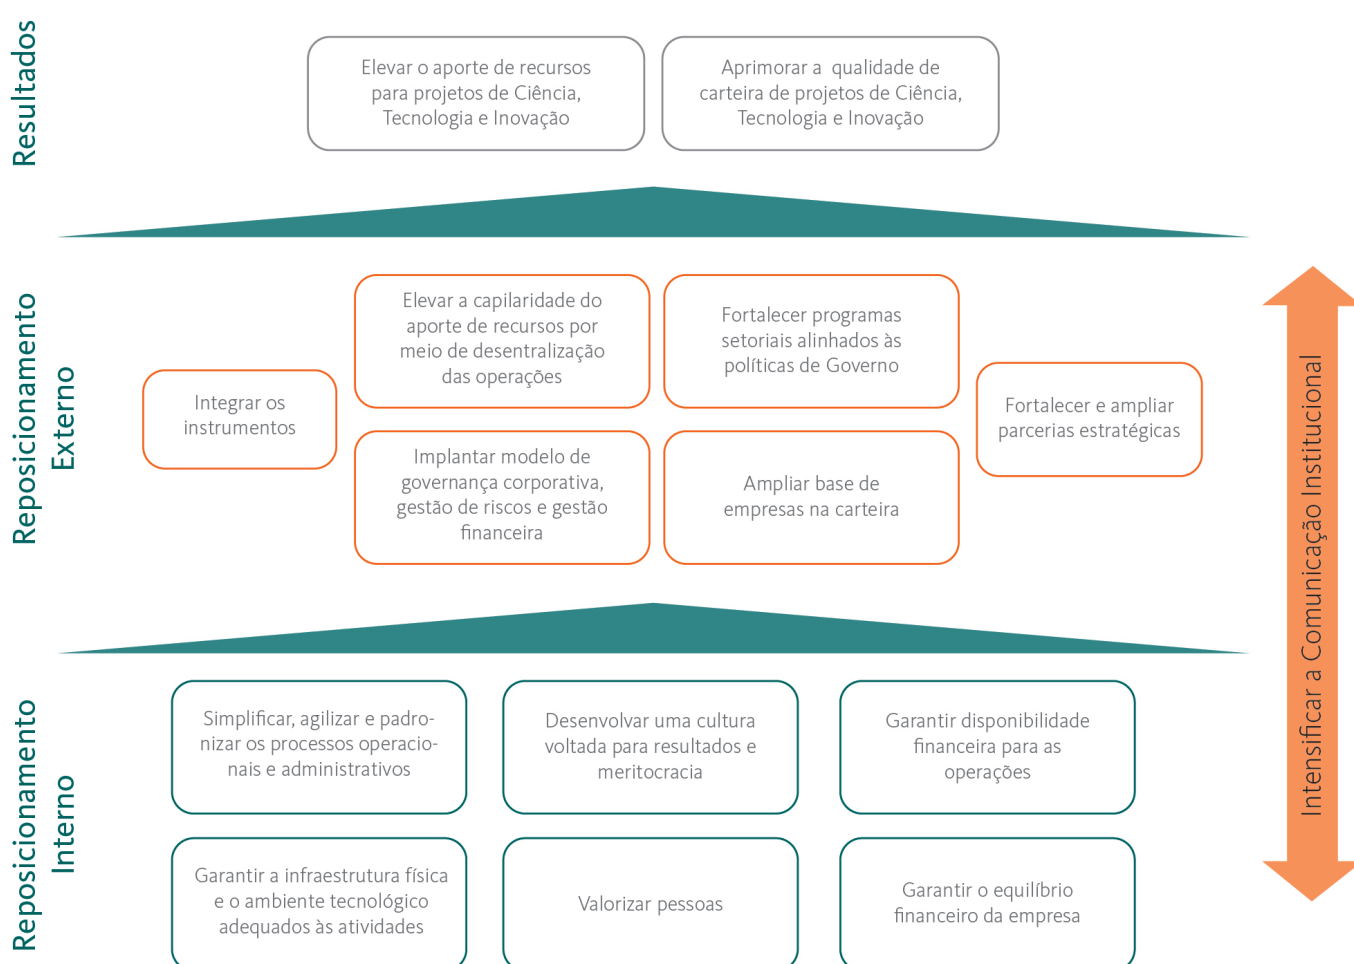 Resultados
Elevar o aporte de recursos
para projetos de Ciência,
Tecnologia e Inovação
Aprimorar a qualidade de
carteira de projetos de Ciência,
Tecnologia e Inovação
Reposicionamento
Externo
Integrar os
instrumentos
Elevar a capilaridade do
aporte de recursos por
meio de desentralização
das operações
Fortalecer programas
setoriais alinhados às
políticas de Governo
Implantar modelo de
governança corporativa,
gestão de riscos e gestão
financeira
Ampliar base de
empresas na carteira
Fortalecer e ampliar
parcerias estratégicas
Intensificar a Comunicação Institucional
Reposicionamento
Interno
Simplificar, agilizar e padro-
nizar os processos operacio-
nais e administrativos
Desenvolvar uma cultura
voltada para resultados e
meritocracia
Garantir disponibilidade
financeira para as
operações
Garantir a infraestrutura física
e o ambiente tecnológico
adequados às atividades
Valorizar pessoas
Garantir o equilíbrio
financeiro da empresa